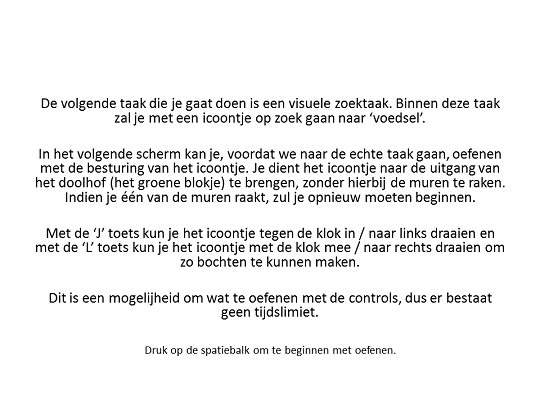 De volgende taak die je gaat doen is een visuele zoektaak. Binnen deze taak
zal je met een icoontje op zoek gaan naar ‘voedsel’.
In het volgende scherm kan je, voordat we naar de echte taak gaan, oefenen
met de besturing van het icoontje. Je dient het icoontje naar de uitgang van
het doolhof (het groene blokje) te brengen, zonder hierbij de muren te raken.
Indien je één van de muren raakt, zul je opnieuw moeten beginnen.
Met de ‘J’ toets kun je het icoontje tegen de klok in / naar links draaien en
met de ‘L’ toets kun je het icoontje met de klok mee / naar rechts draaien om
zo bochten te kunnen maken.
Dit is een mogelijheid om wat te oefenen met de controls, dus er bestaat
geen tijdslimiet.
Druk op de spatiebalk om te beginnen met oefenen.